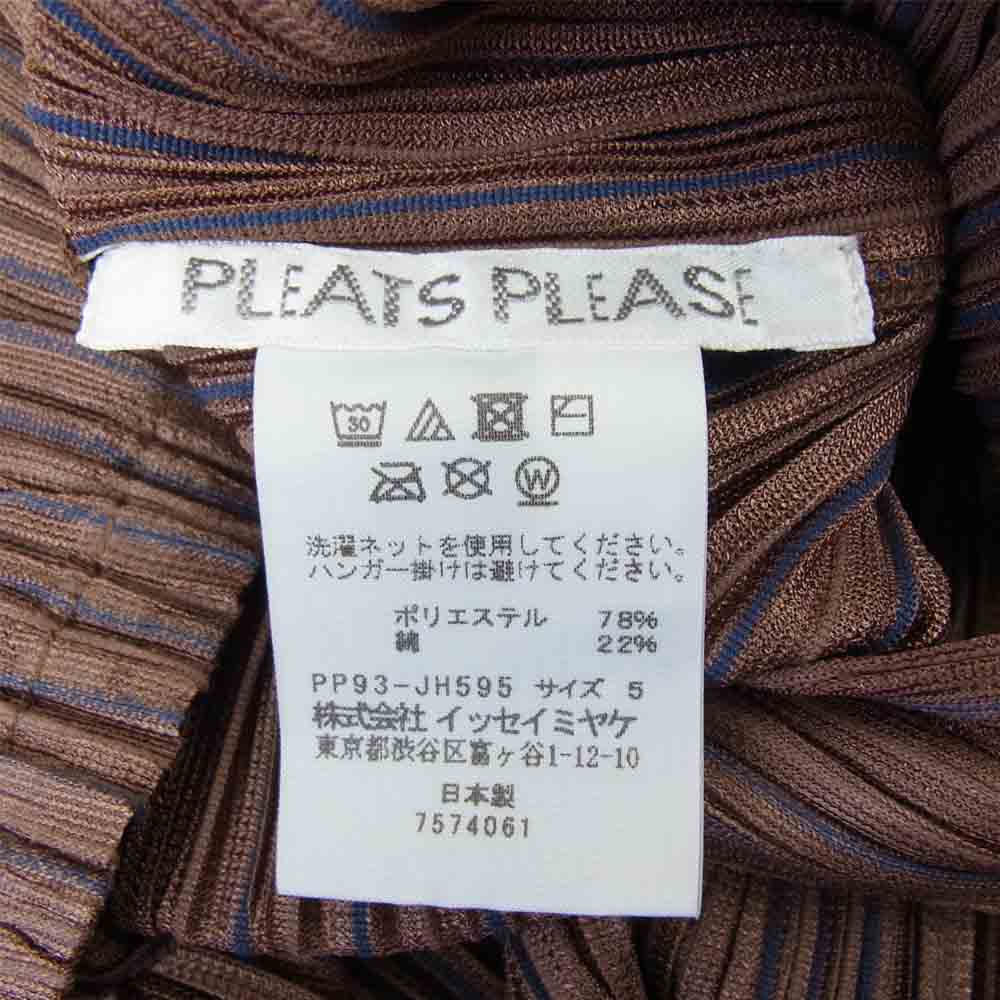 PLEATS PLEASE
30
W
洗濯ネットを使用してください。
ハンガー掛けは避けてください。
ポリエステル 78%
綿 22%
PP93-JH595 サイズ 5
株式会社 イッセイミヤケ
東京都渋谷区富ヶ谷1-12-10
日本製
7574061